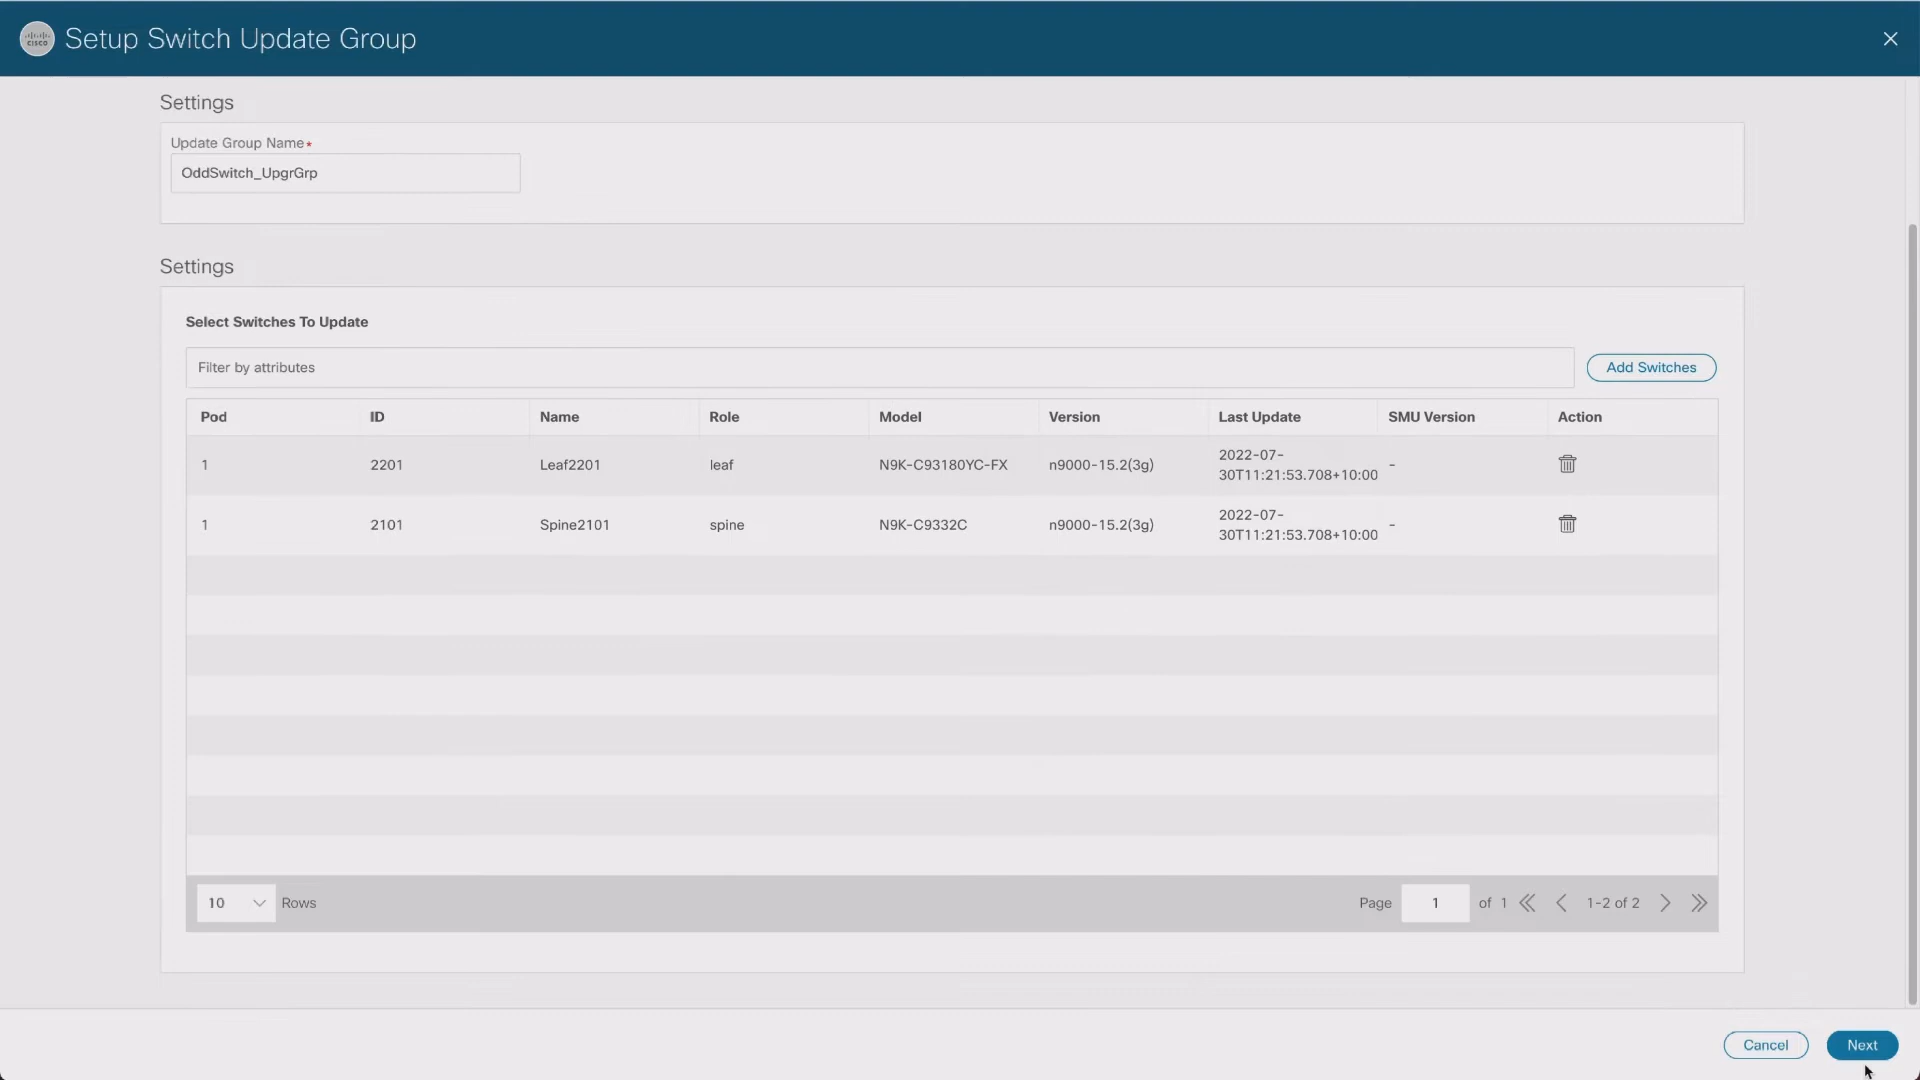 Setup Switch Update Group
Settings
Update Group Name*
OddSwitch_UpgrGrp
Settings
Select Switches To Update
Filter by attributes
Add Switches
Pod ID Name Role Model Version Last Update SMU Version Action
1 2201 Leaf2201 leaf N9K-C93180YC-FX n9000-15.2(3g) 2022-07-
30T11:21:53.708+10:00 -
1 2101 Spine2101 spine N9K-C9332C n9000-15.2(3g) 2022-07-
30T11:21:53.708+10:00 -
10 Rows Page 1 of 1 1-2 of 2
Cancel Next